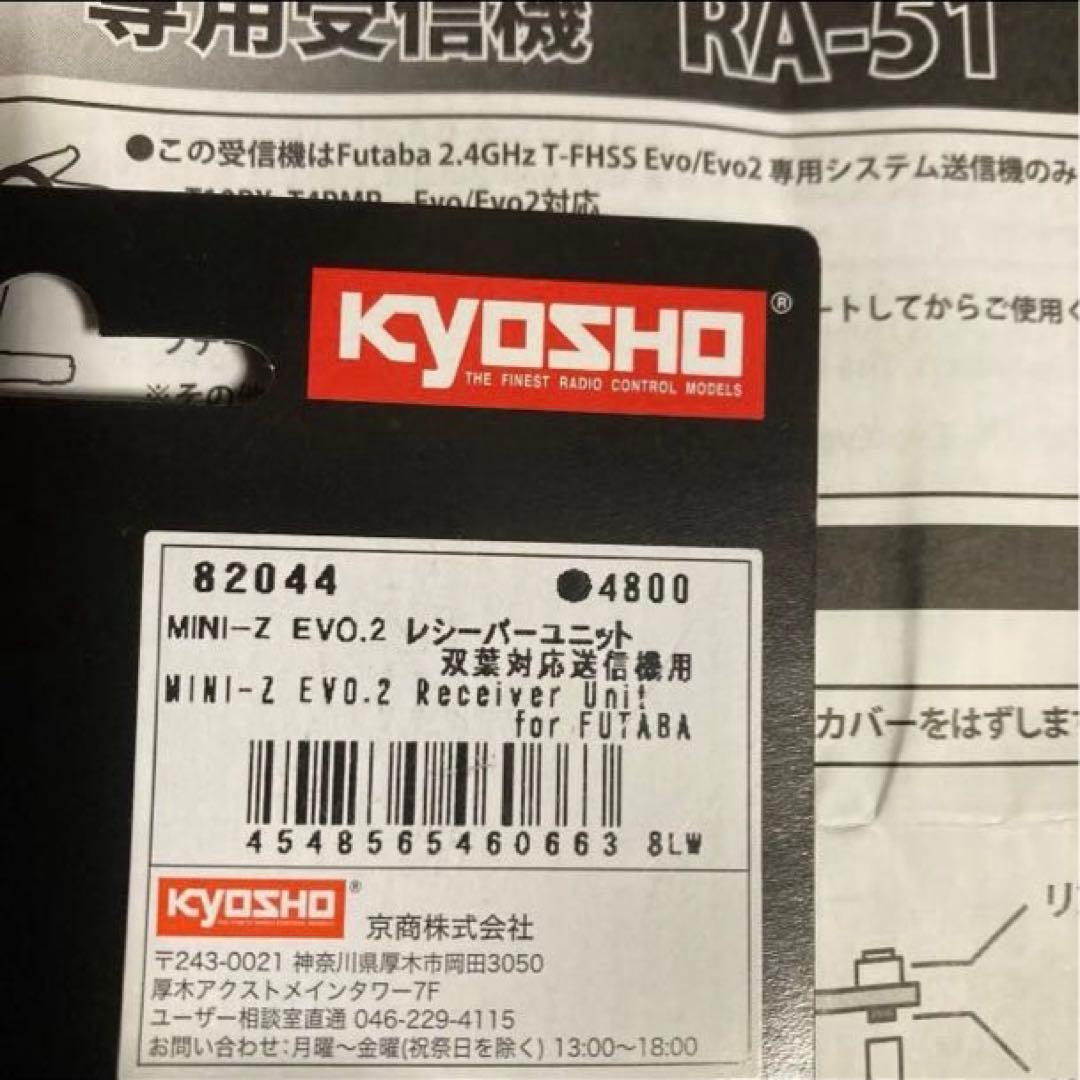 専用受信機 RA-51
●この受信機はFutaba 2.4GHz T-FHSS Evo/Evo2 専用システム送信機のみ
Evo/Evo2対応
ートしてからご使用く
※その他
KYOSHO®
THE FINEST RADIO CONTROL MODELS
82044 ●4800
MINI-Z EVO.2 レシーバーユニット
双葉対応送信機用
MINI-Z EVO.2 Receiver Unit
for FUTABA
カバーをはずしま
4548565460663 8LW
KYOSHO® 京商株式会社
リ
〒243-0021 神奈川県厚木市岡田3050
厚木アクストメインタワー7F
ユーザー相談室直通 046-229-4115
お問い合わせ:月曜~金曜(祝祭日を除く) 13:00~18:00